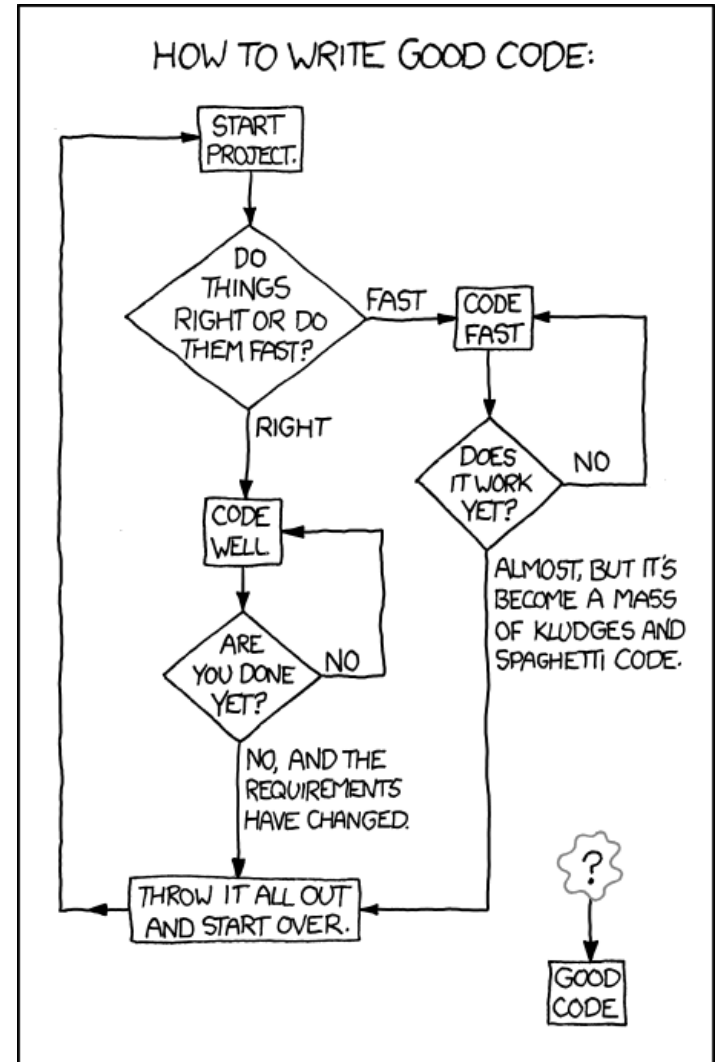 HOW TO WRITE GOOD CODE:
START
PROJECT.
DO
THINGS
RIGHT OR DO
THEM FAST?
FAST
CODE
FAST
RIGHT
DOES
IT WORK
YET?
NO
CODE
WELL
ALMOST, BUT IT'S
BECOME A MASS
OF KLUDGES AND
SPAGHETTI CODE.
ARE
YOU DONE
YET?
NO
NO, AND THE
REQUIREMENTS
HAVE CHANGED.
THROW IT ALL OUT
AND START OVER.
?
GOOD
CODE